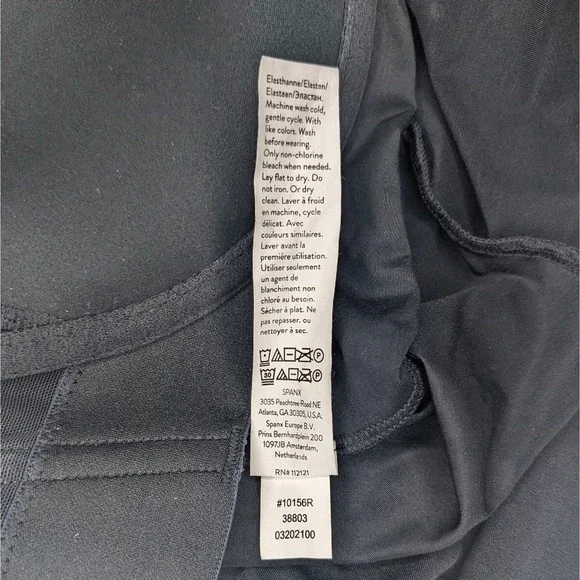 Elasthanne/Elastan/
Elastaan/Эластан.
Machine wash cold,
gentle cycle. With
like colors. Wash
before wearing.
Only non-chlorine
bleach when needed.
Lay flat to dry. Do
not iron. Or dry
clean. Laver à froid
en machine, cycle
délicat. Avec
couleurs similaires.
Laver avant la
première utilisation.
Utiliser seulement
un agent de
blanchiment non
chloré au besoin.
Sécher à plat. Ne
pas repasser, ou
nettoyer à sec.
P
30 P
SPANX
3035 Peachtree Road NE
Atlanta, GA 30305, U.S.A.
Spanx Europe B.V.
Prins Bernhardplein 200
1097JB Amsterdam,
Netherlands
RN# 112121
#10156R
38803
03202100